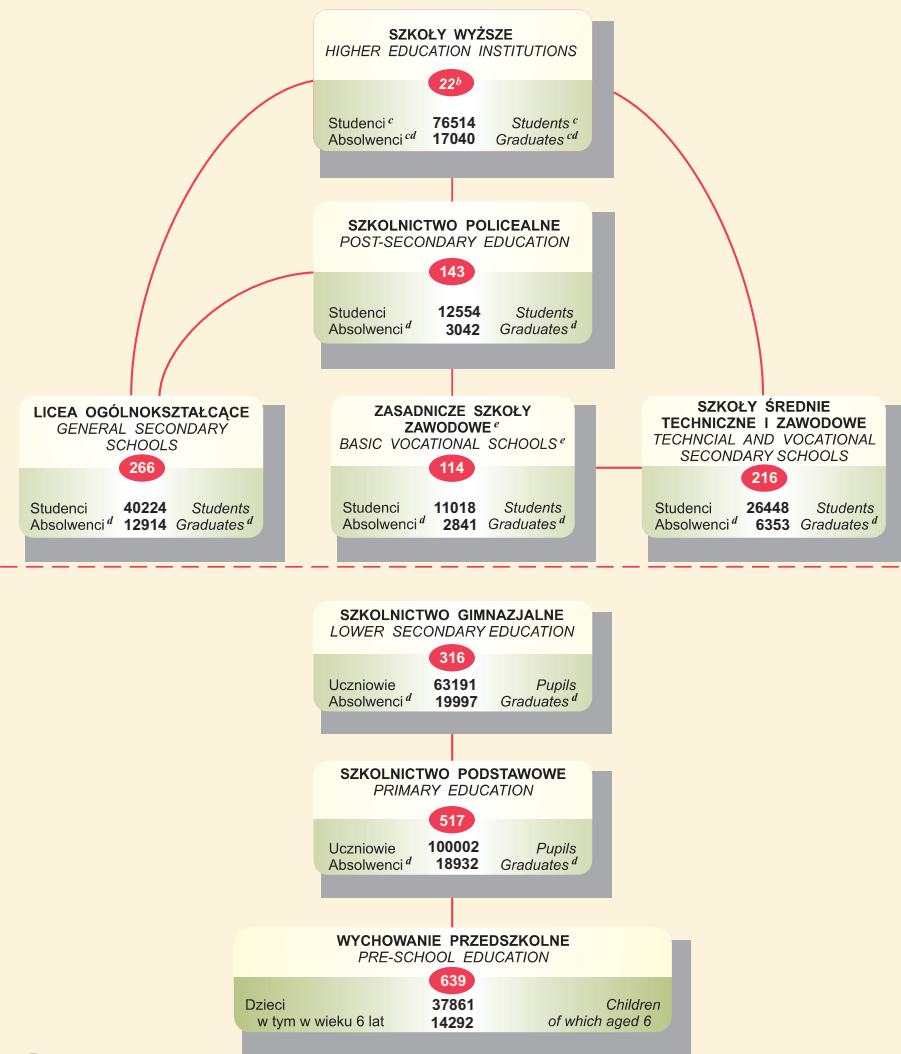 SZKOŁY WYŻSZE
HIGHER EDUCATION INSTITUTIONS
22b
Studenci c 76514 Students c
Absolwenci cd 17040 Graduates cd
SZKOLNICTWO POLICEALNE
POST-SECONDARY EDUCATION
143
Studenci 12554 Students
Absolwenci d 3042 Graduates d
LICEA OGÓLNOKSZTAŁCĄCE
GENERAL SECONDARY
SCHOOLS
266
Studenci 40224 Students
Absolwenci d 12914 Graduates d
ZASADNICZE SZKOŁY
ZAWODOWE e
BASIC VOCATIONAL SCHOOLS e
114
Studenci 11018 Students
Absolwenci d 2841 Graduates d
SZKOŁY ŚREDNIE
TECHNICZNE I ZAWODOWE
TECHNCIAL AND VOCATIONAL
SECONDARY SCHOOLS
216
Studenci 26448 Students
Absolwenci d 6353 Graduates d
SZKOLNICTWO GIMNAZJALNE
LOWER SECONDARY EDUCATION
316
Uczniowie 63191 Pupils
Absolwenci d 19997 Graduates d
SZKOLNICTWO PODSTAWOWE
PRIMARY EDUCATION
517
Uczniowie 100002 Pupils
Absolwenci d 18932 Graduates d
WYCHOWANIE PRZEDSZKOLNE
PRE-SCHOOL EDUCATION
639
Dzieci 37861 Children
w tym w wieku 6 lat 14292 of which aged 6